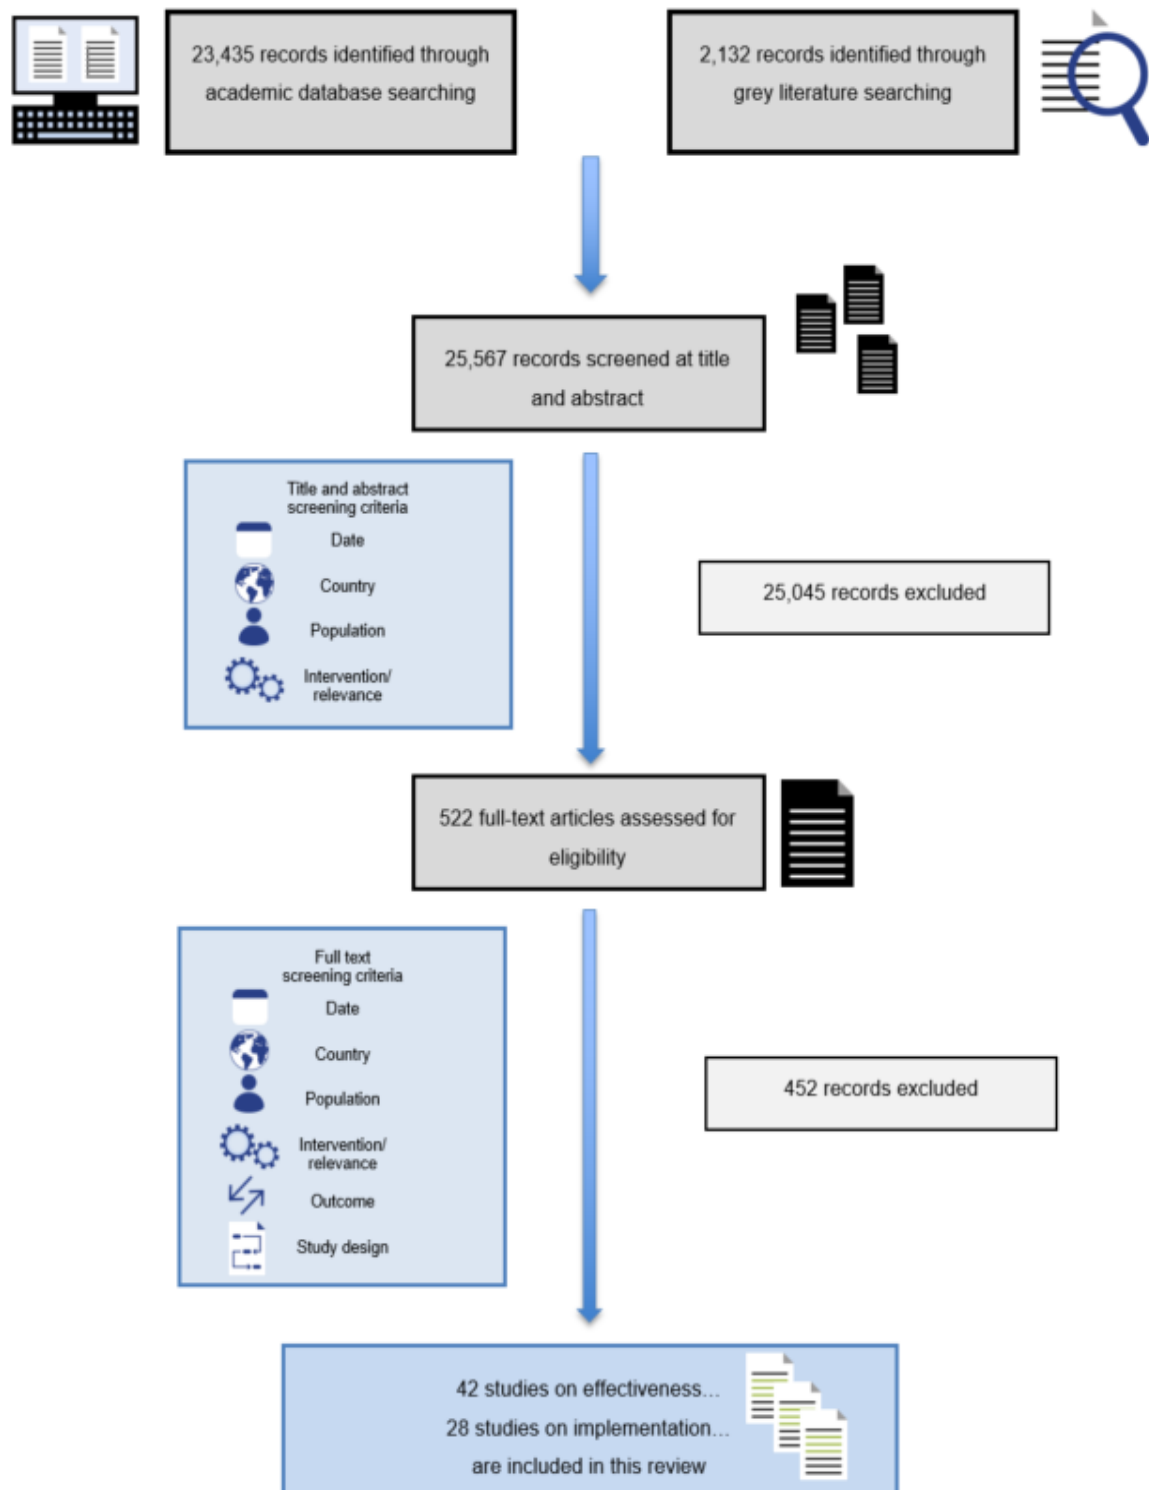 23,435 records identified through
academic database searching
2,132 records identified through
grey literature searching
25,567 records screened at title
and abstract
Title and abstract
screening criteria
Date
Country
Population
Intervention/
relevance
25,045 records excluded
522 full-text articles assessed for
eligibility
Full text
screening criteria
Date
Country
Population
Intervention/
relevance
Outcome
Study design
452 records excluded
42 studies on effectiveness...
28 studies on implementation...
are included in this review